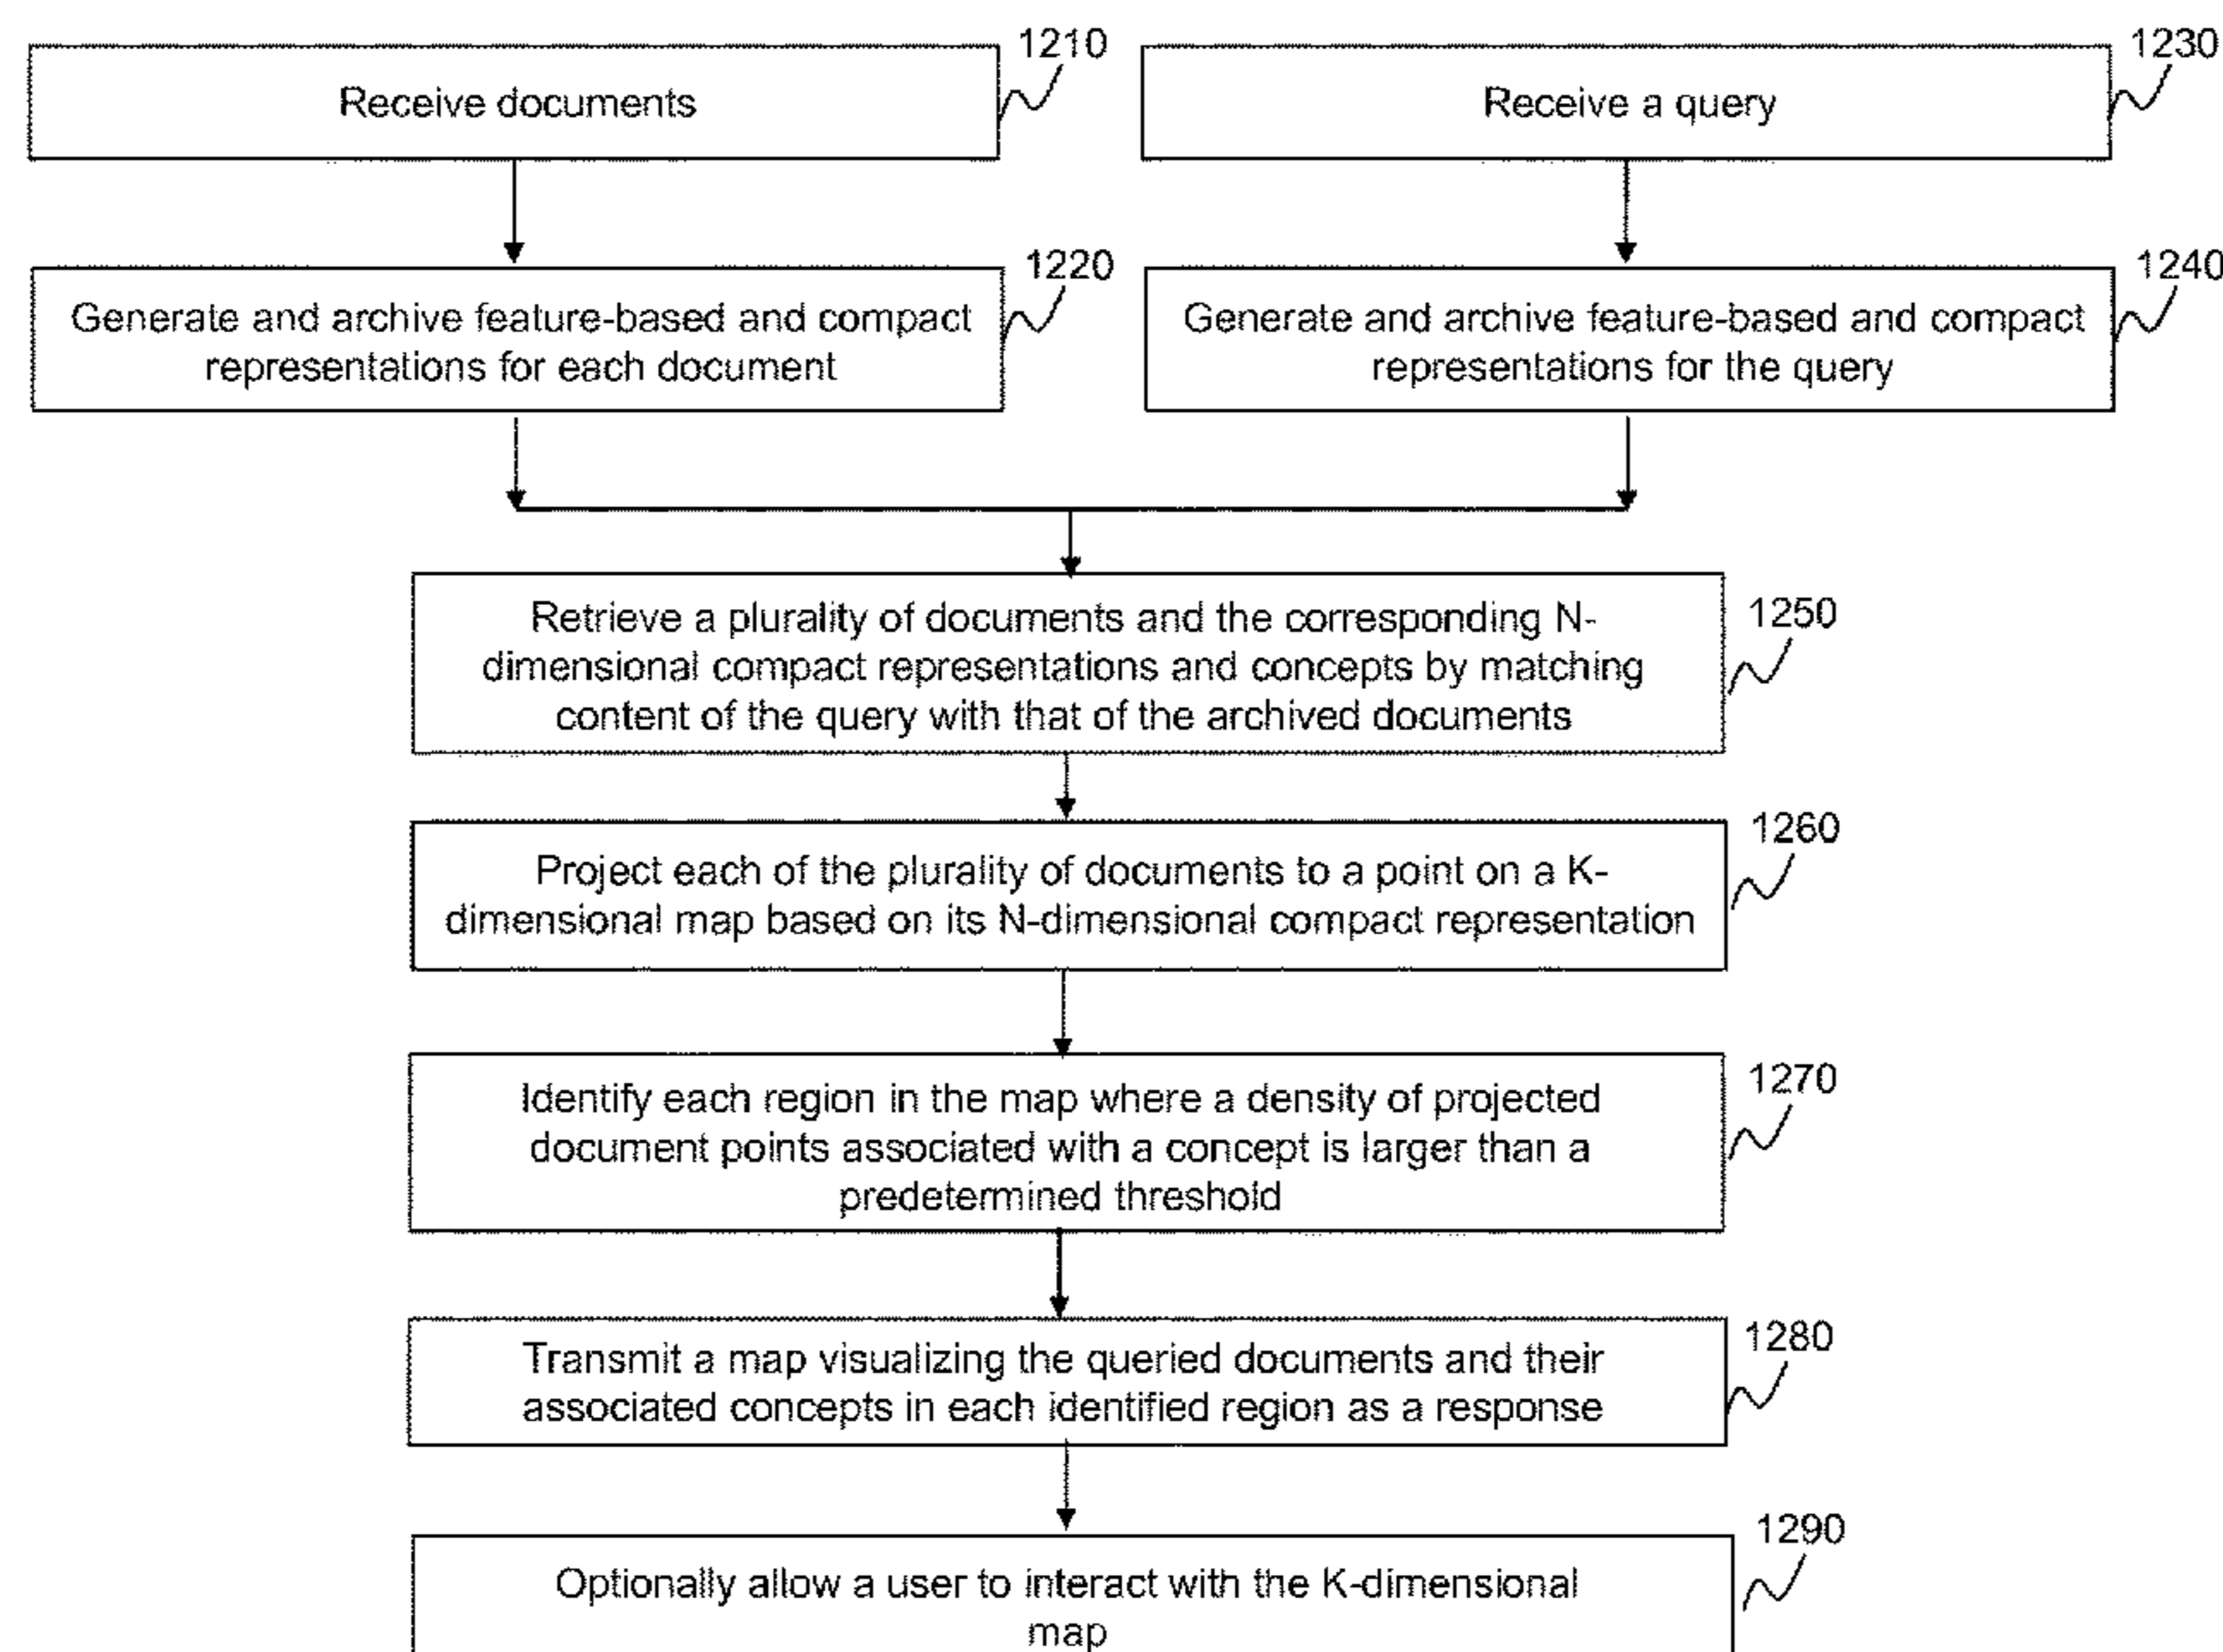 1210
Receive documents
1230
Receive a query
1220
Generate and archive feature-based and compact
representations for each document
1240
Generate and archive feature-based and compact
representations for the query
1250
Retrieve a plurality of documents and the corresponding N-
dimensional compact representations and concepts by matching
content of the query with that of the archived documents
1260
Project each of the plurality of documents to a point on a K-
dimensional map based on its N-dimensional compact representation
1270
Identify each region in the map where a density of projected
document points associated with a concept is larger than a
predetermined threshold
1280
Transmit a map visualizing the queried documents and their
associated concepts in each identified region as a response
1290
Optionally allow a user to interact with the K-dimensional
map